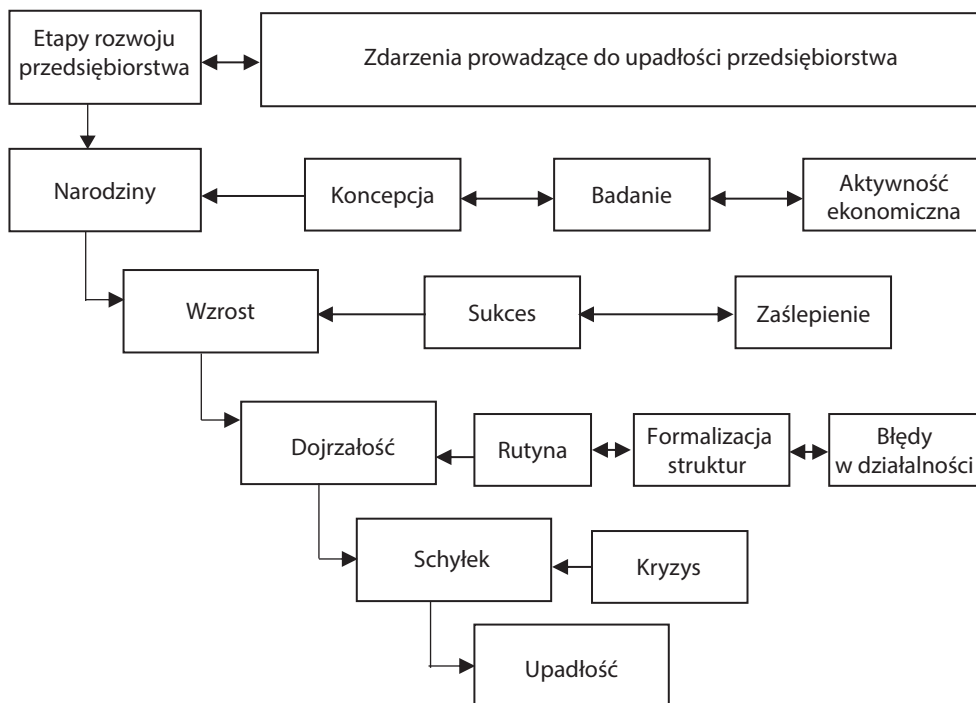 Etapy rozwoju
przedsiębiorstwa
Zdarzenia prowadzące do upadłości przedsiębiorstwa
Narodziny
Koncepcja
Badanie
Aktywność
ekonomiczna
Wzrost
Sukces
Zaślepienie
Dojrzałość
Rutyna
Formalizacja
struktur
Błędy
w działalności
Schyłek
Kryzys
Upadłość